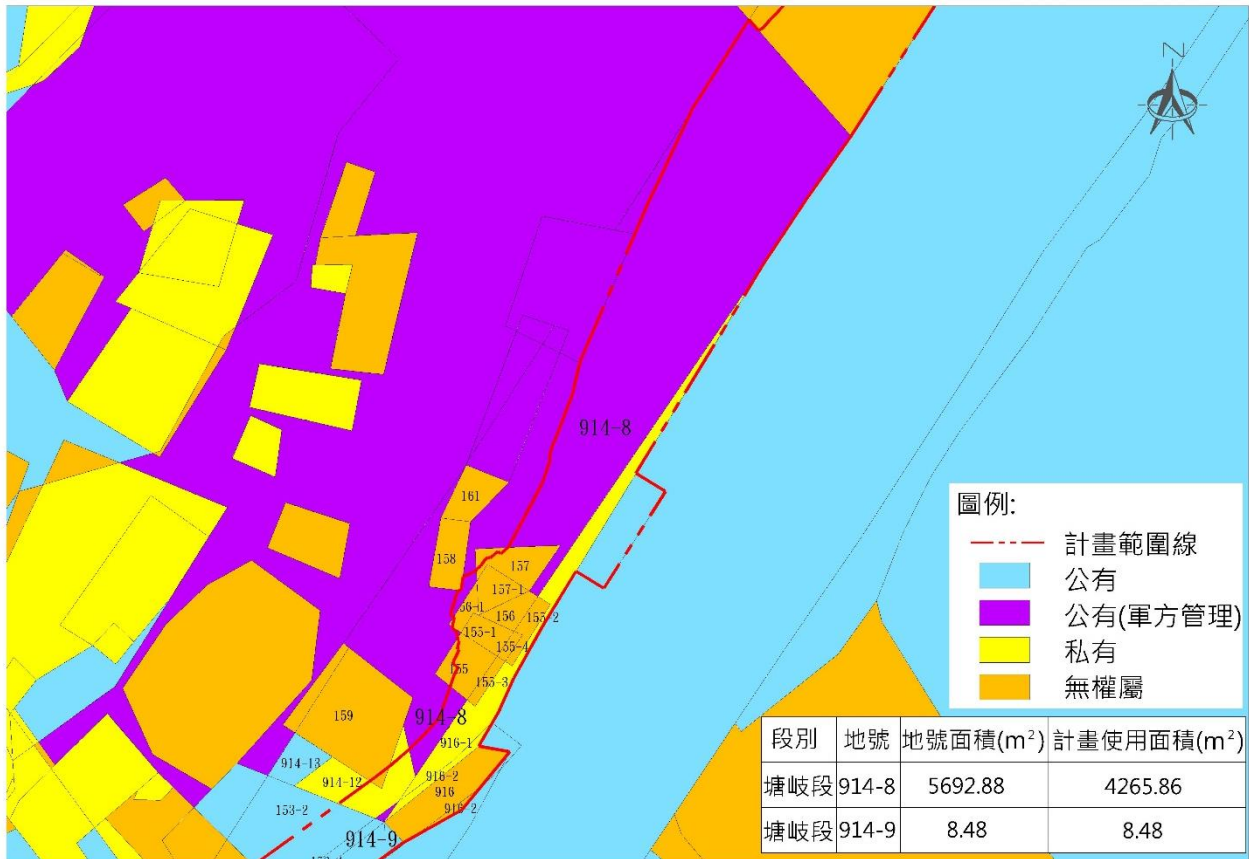 N
914-8
161
158
157
157-1
156
155-2
155-1
155-4
155
155-3
159
914-8
916-1
914-13
914-12
916-2
916
916-2
153-2
914-9
圖例:
計畫範圍線
公有
公有(軍方管理)
私有
無權屬
段別 地號 地號面積(m²) 計畫使用面積(m²)
塘岐段 914-8 5692.88 4265.86
塘岐段 914-9 8.48 8.48